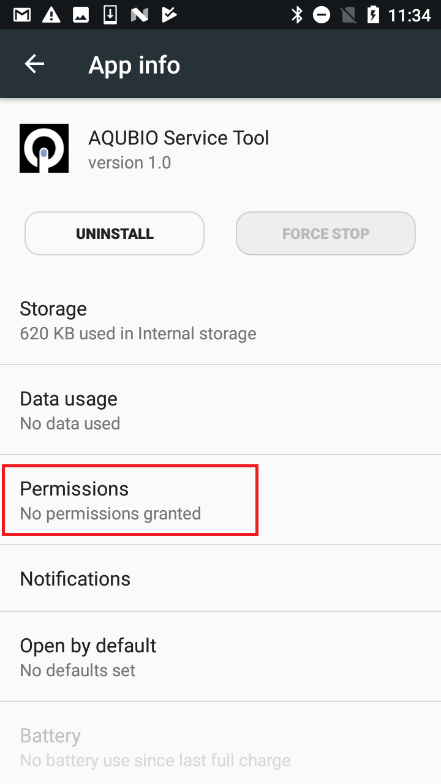 11:34
App info
AQUBIO Service Tool
version 1.0
UNINSTALL
FORCE STOP
Storage
620 KB used in Internal storage
Data usage
No data used
Permissions
No permissions granted
Notifications
Open by default
No defaults set
Battery
No battery use since last full charge